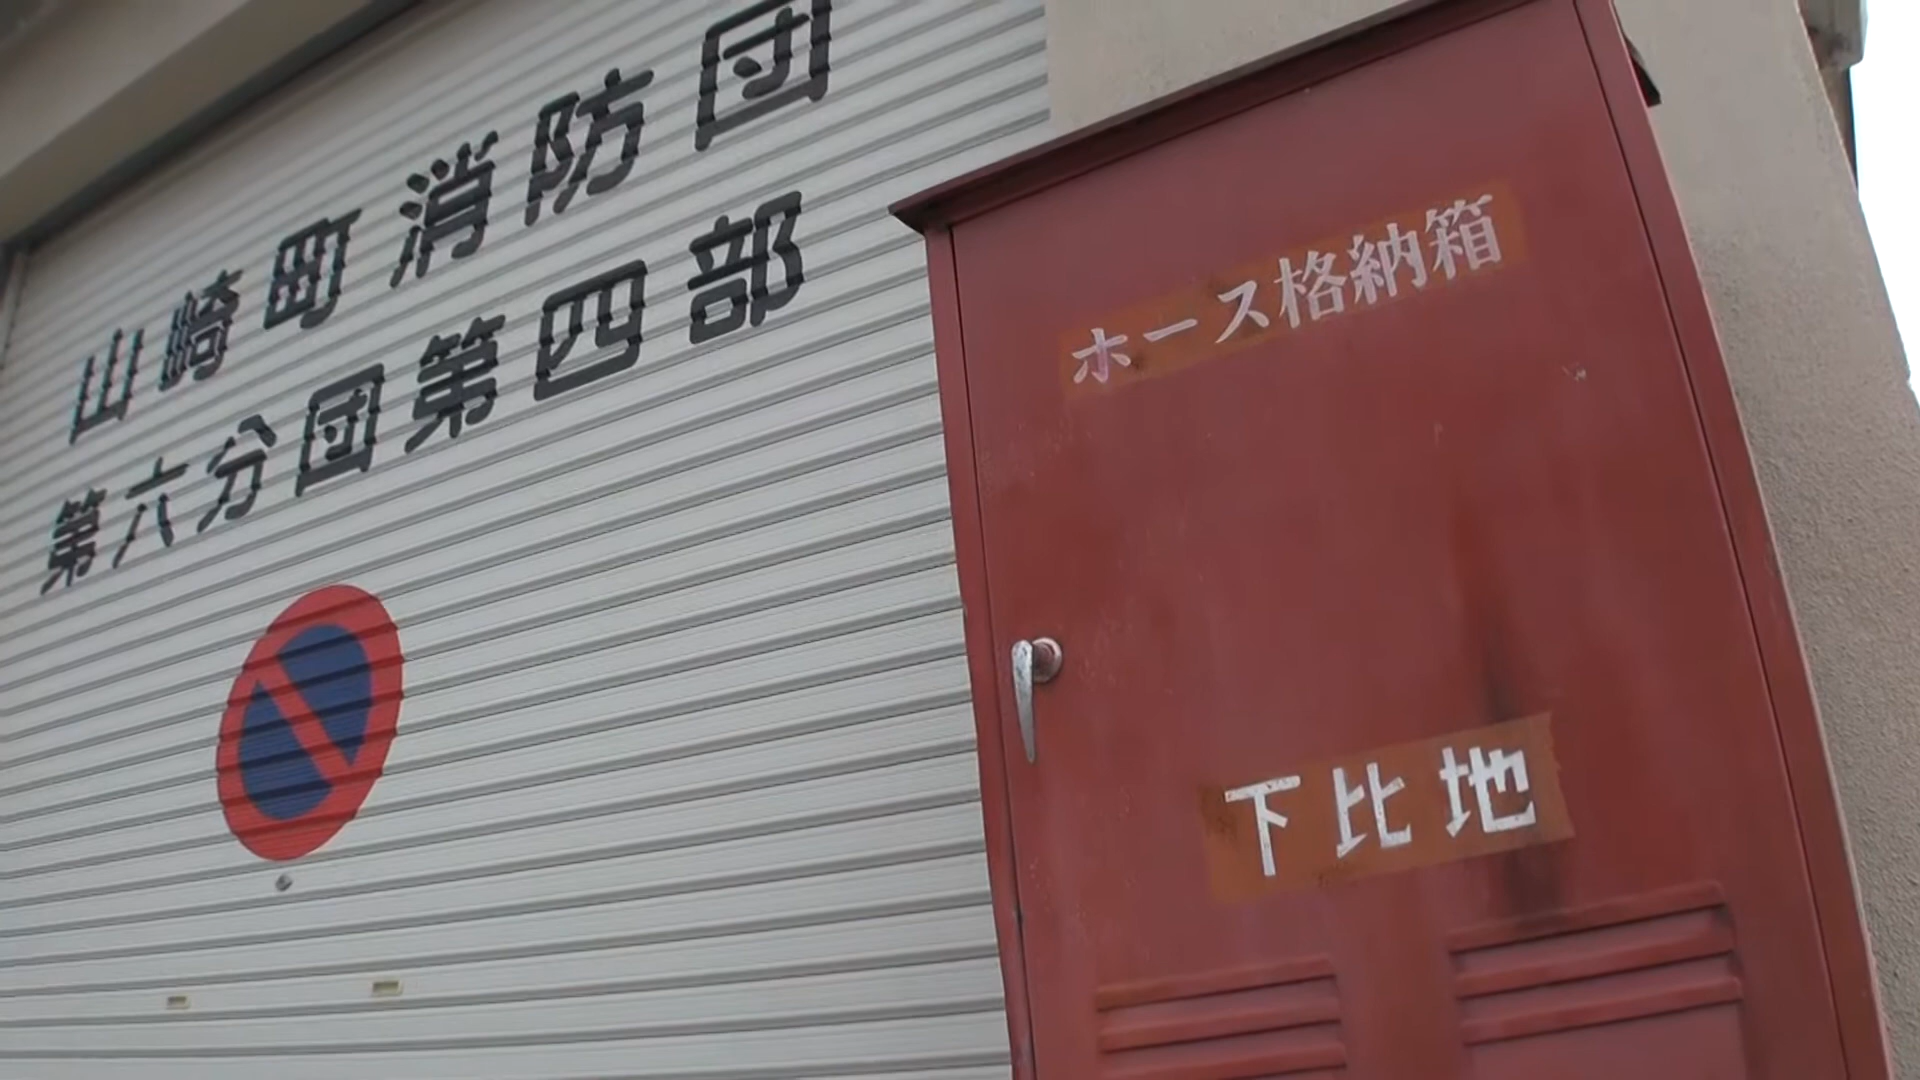 山崎町消防団
第六分団第四部
ホース格納箱
下比地